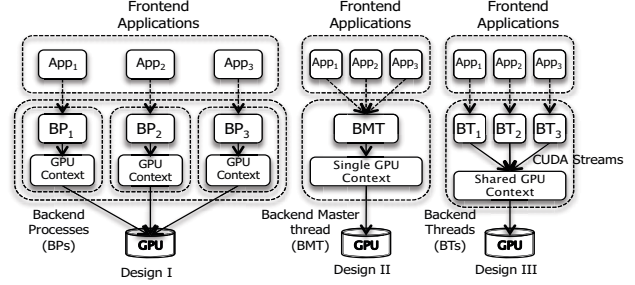 Frontend
Applications
App1
App2
App3
BP1
BP2
BP3
GPU
Context
GPU
Context
GPU
Context
Backend
Processes
(BPs)
GPU
Design I
Frontend
Applications
App1
App2
App3
BMT
Single GPU
Context
Backend Master
thread (BMT)
GPU
Design II
Frontend
Applications
App1
App2
App3
BT1
BT2
BT3
CUDA Streams
Shared GPU
Context
Backend
Threads
(BTs)
GPU
Design III